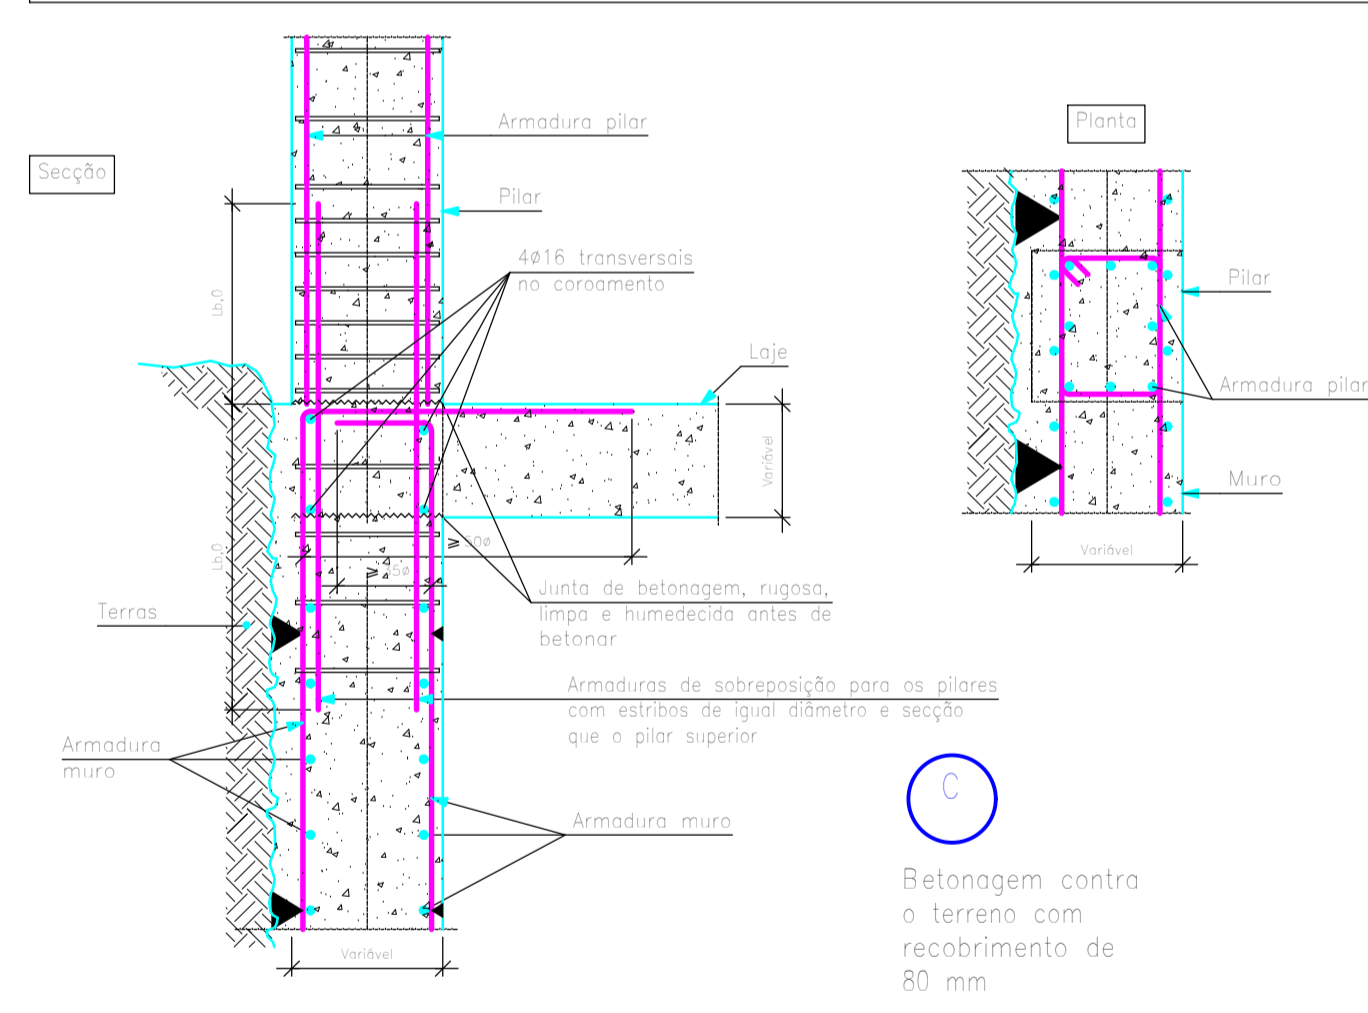 Planta
Armadura pilar
Secção
Pilar
4ø16 transversais
no coroamento
Pilar
Lb,0
Laje
Armadura pilar
Variável
Muro
≥ 50ø
Lb,0
≥ 35ø
Variável
Junta de betonagem, rugosa,
limpa e humedecida antes de
betonar
Terras
Armaduras de sobreposição para os pilares
com estribos de igual diâmetro e secção
que o pilar superior
Armadura
muro
C
Armadura muro
Betonagem contra
o terreno com
recobrimento de
80 mm
Variável